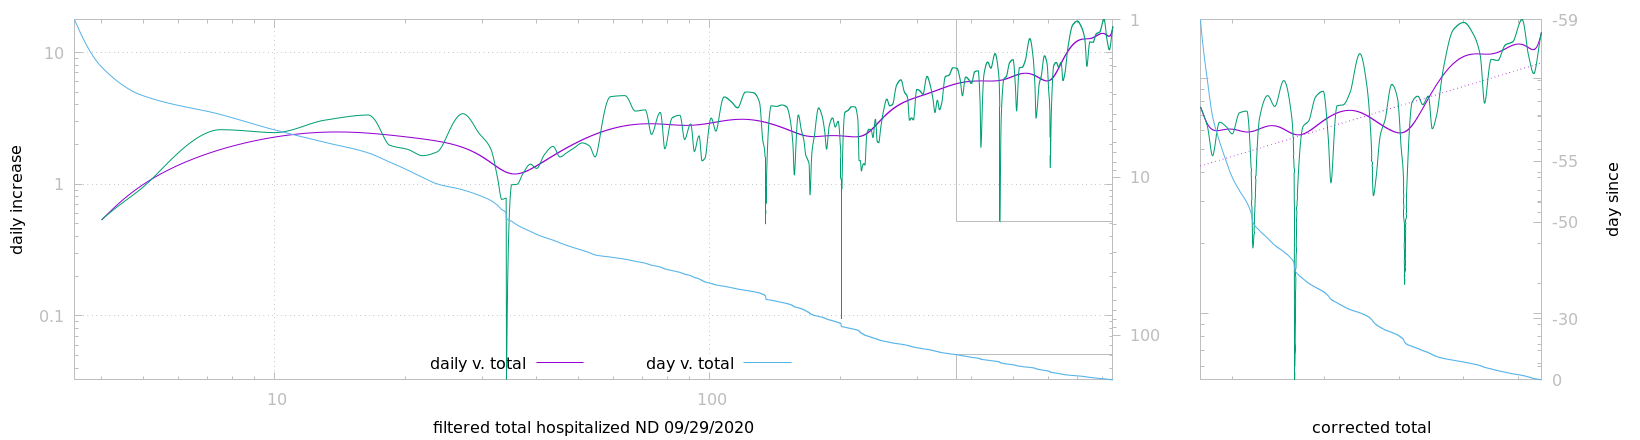 daily increase
10
1
0.1
10
100
1
10
100
daily v. total
day v. total
filtered total hospitalized ND 09/29/2020
-59
-55
-50
-30
0
day since
corrected total